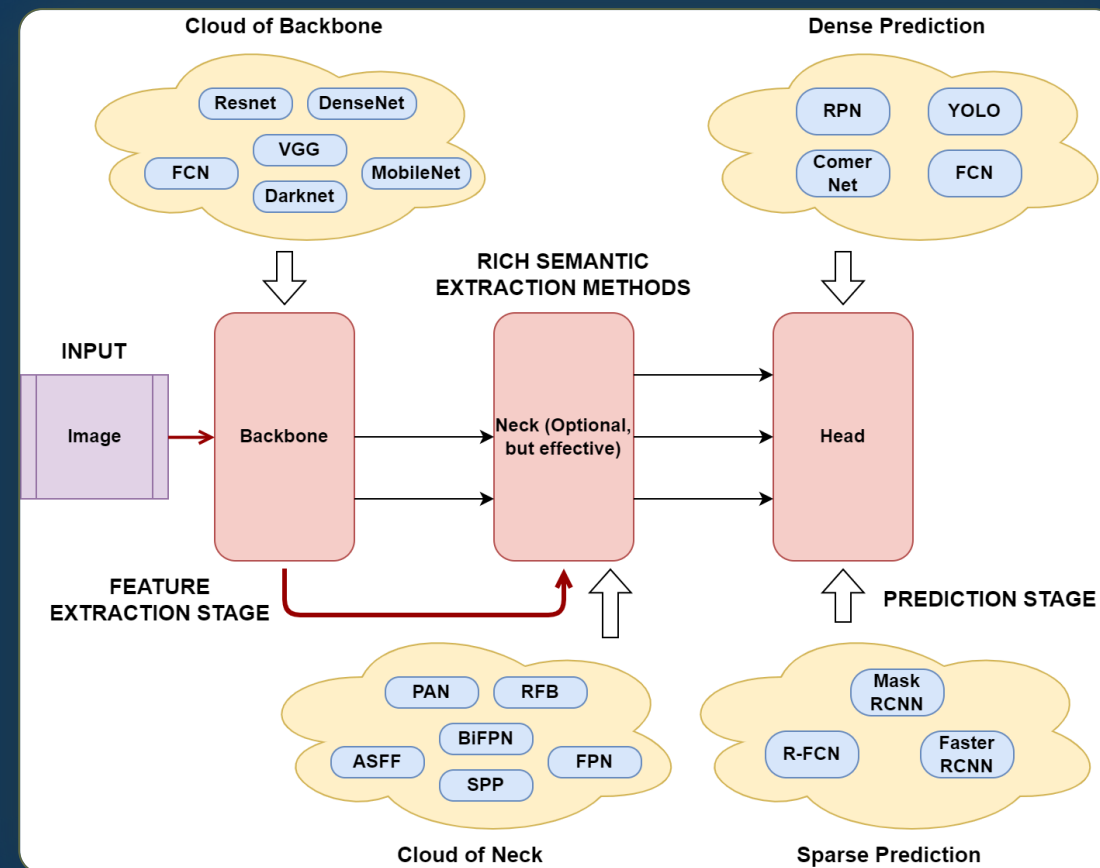 Cloud of Backbone
Dense Prediction
Resnet
DenseNet
VGG
FCN
MobileNet
Darknet
RPN
YOLO
Comer
Net
FCN
RICH SEMANTIC
EXTRACTION METHODS
INPUT
Image
Backbone
Neck (Optional,
but effective)
Head
FEATURE
EXTRACTION STAGE
PREDICTION STAGE
PAN
RFB
BiFPN
ASFF
FPN
SPP
Mask
RCNN
R-FCN
Faster
RCNN
Cloud of Neck
Sparse Prediction